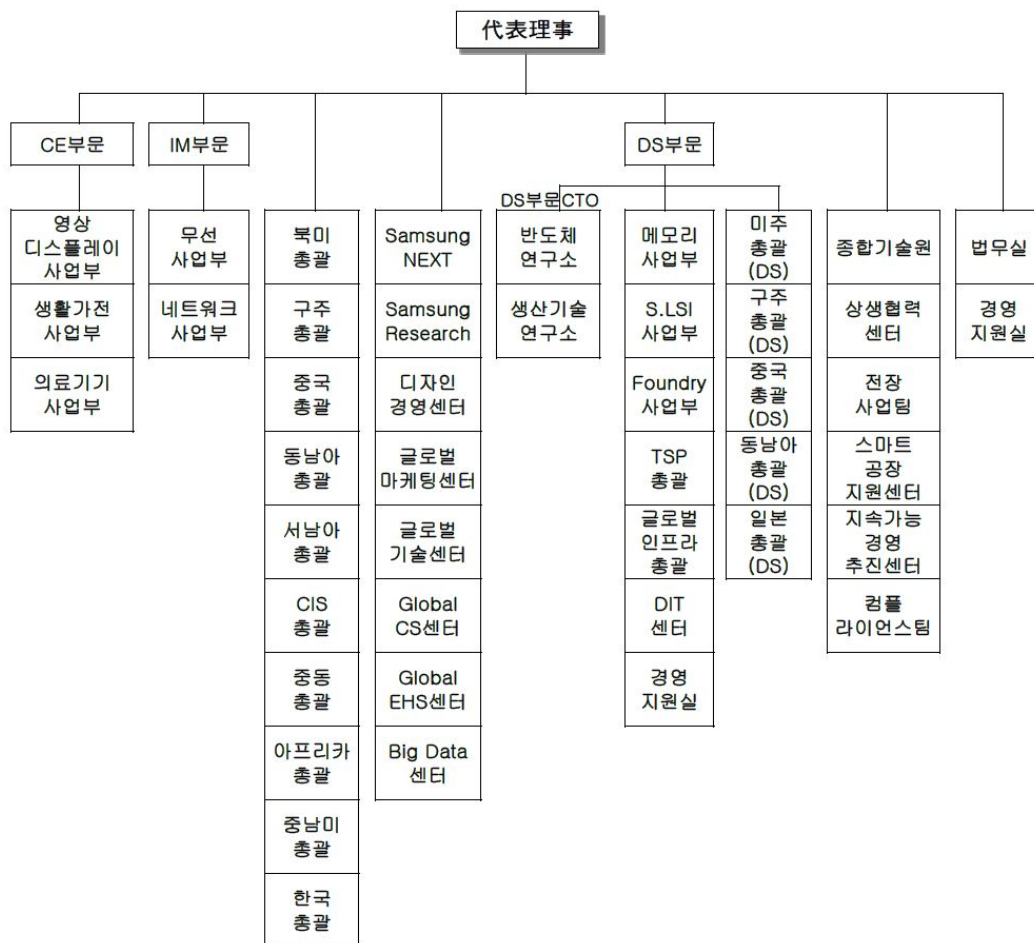 代表理事
CE부문
IM부문
DS부문
DS부문CTO
영상
디스플레이
사업부
생활가전
사업부
의료기기
사업부
무선
사업부
네트워크
사업부
북미
총괄
구주
총괄
중국
총괄
동남아
총괄
서남아
총괄
CIS
총괄
중동
총괄
아프리카
총괄
중남미
총괄
한국
총괄
Samsung
NEXT
Samsung
Research
디자인
경영센터
글로벌
마케팅센터
글로벌
기술센터
Global
CS센터
Global
EHS센터
Big Data
센터
반도체
연구소
생산기술
연구소
메모리
사업부
S.LSI
사업부
Foundry
사업부
TSP
총괄
글로벌
인프라
총괄
DIT
센터
경영
지원실
미주
총괄
(DS)
구주
총괄
(DS)
중국
총괄
(DS)
동남아
총괄
(DS)
일본
총괄
(DS)
종합기술원
상생협력
센터
전장
사업팀
스마트
공장
지원센터
지속가능
경영
추진센터
컴플
라이언스팀
법무실
경영
지원실